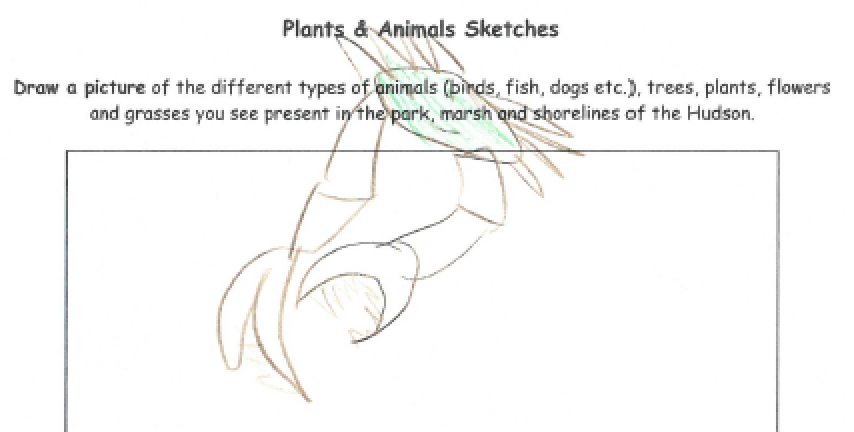 Plants & Animals Sketches
Draw a picture of the different types of animals (birds, fish, dogs etc.), trees, plants, flowers
and grasses you see present in the park, marsh and shorelines of the Hudson.